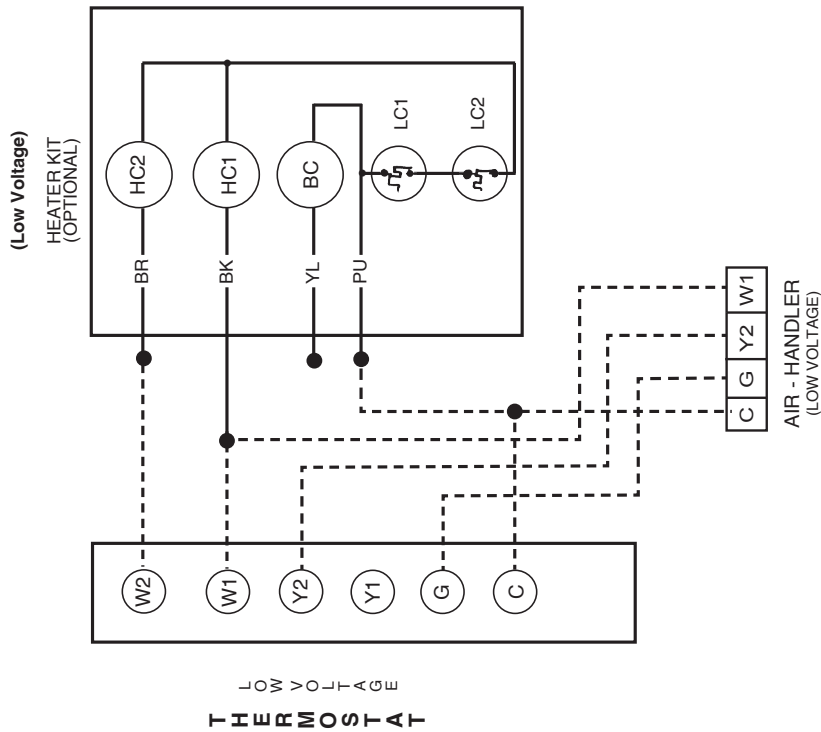 (Low Voltage)
HEATER KIT
(OPTIONAL)
HC2
HC1
BC
LC1
LC2
BR
BK
YL
PU
W1
Y2
G
C
AIR - HANDLER
(LOW VOLTAGE)
W2
W1
Y2
Y1
G
C
LOW VOLTAGE
THERMOSTAT